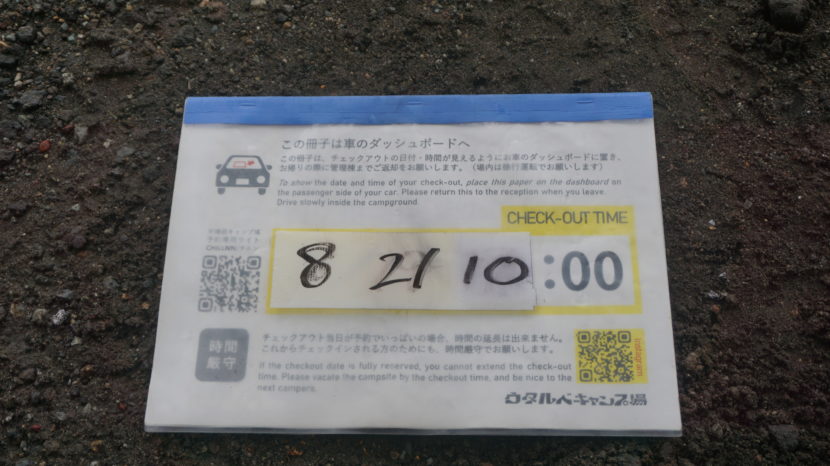 この冊子は車のダッシュボードへ
この冊子は、チェックアウトの日付・時間が見えるようにお車のダッシュボードに置き、
お帰りの際に管理棟までご返却をお願いします。(場内は徐行運転でお願いします)
To show the date and time of your check-out, place this paper on the dashboard on
the passenger side of your car. Please return this to the reception when you leave.
Drive slowly inside the campground.
CHECK-OUT TIME
予約専用サイト
8 21 10:00
時間
厳守
チェックアウト当日が予約でいっぱいの場合、時間の延長は出来ません。
これからチェックインされる方のためにも、時間厳守でお願いします。
If the checkout date is fully reserved, you cannot extend the check-out
time. Please vacate the campsite by the checkout time, and be nice to the
next campers.
Instagram
ウタルベキャンプ場